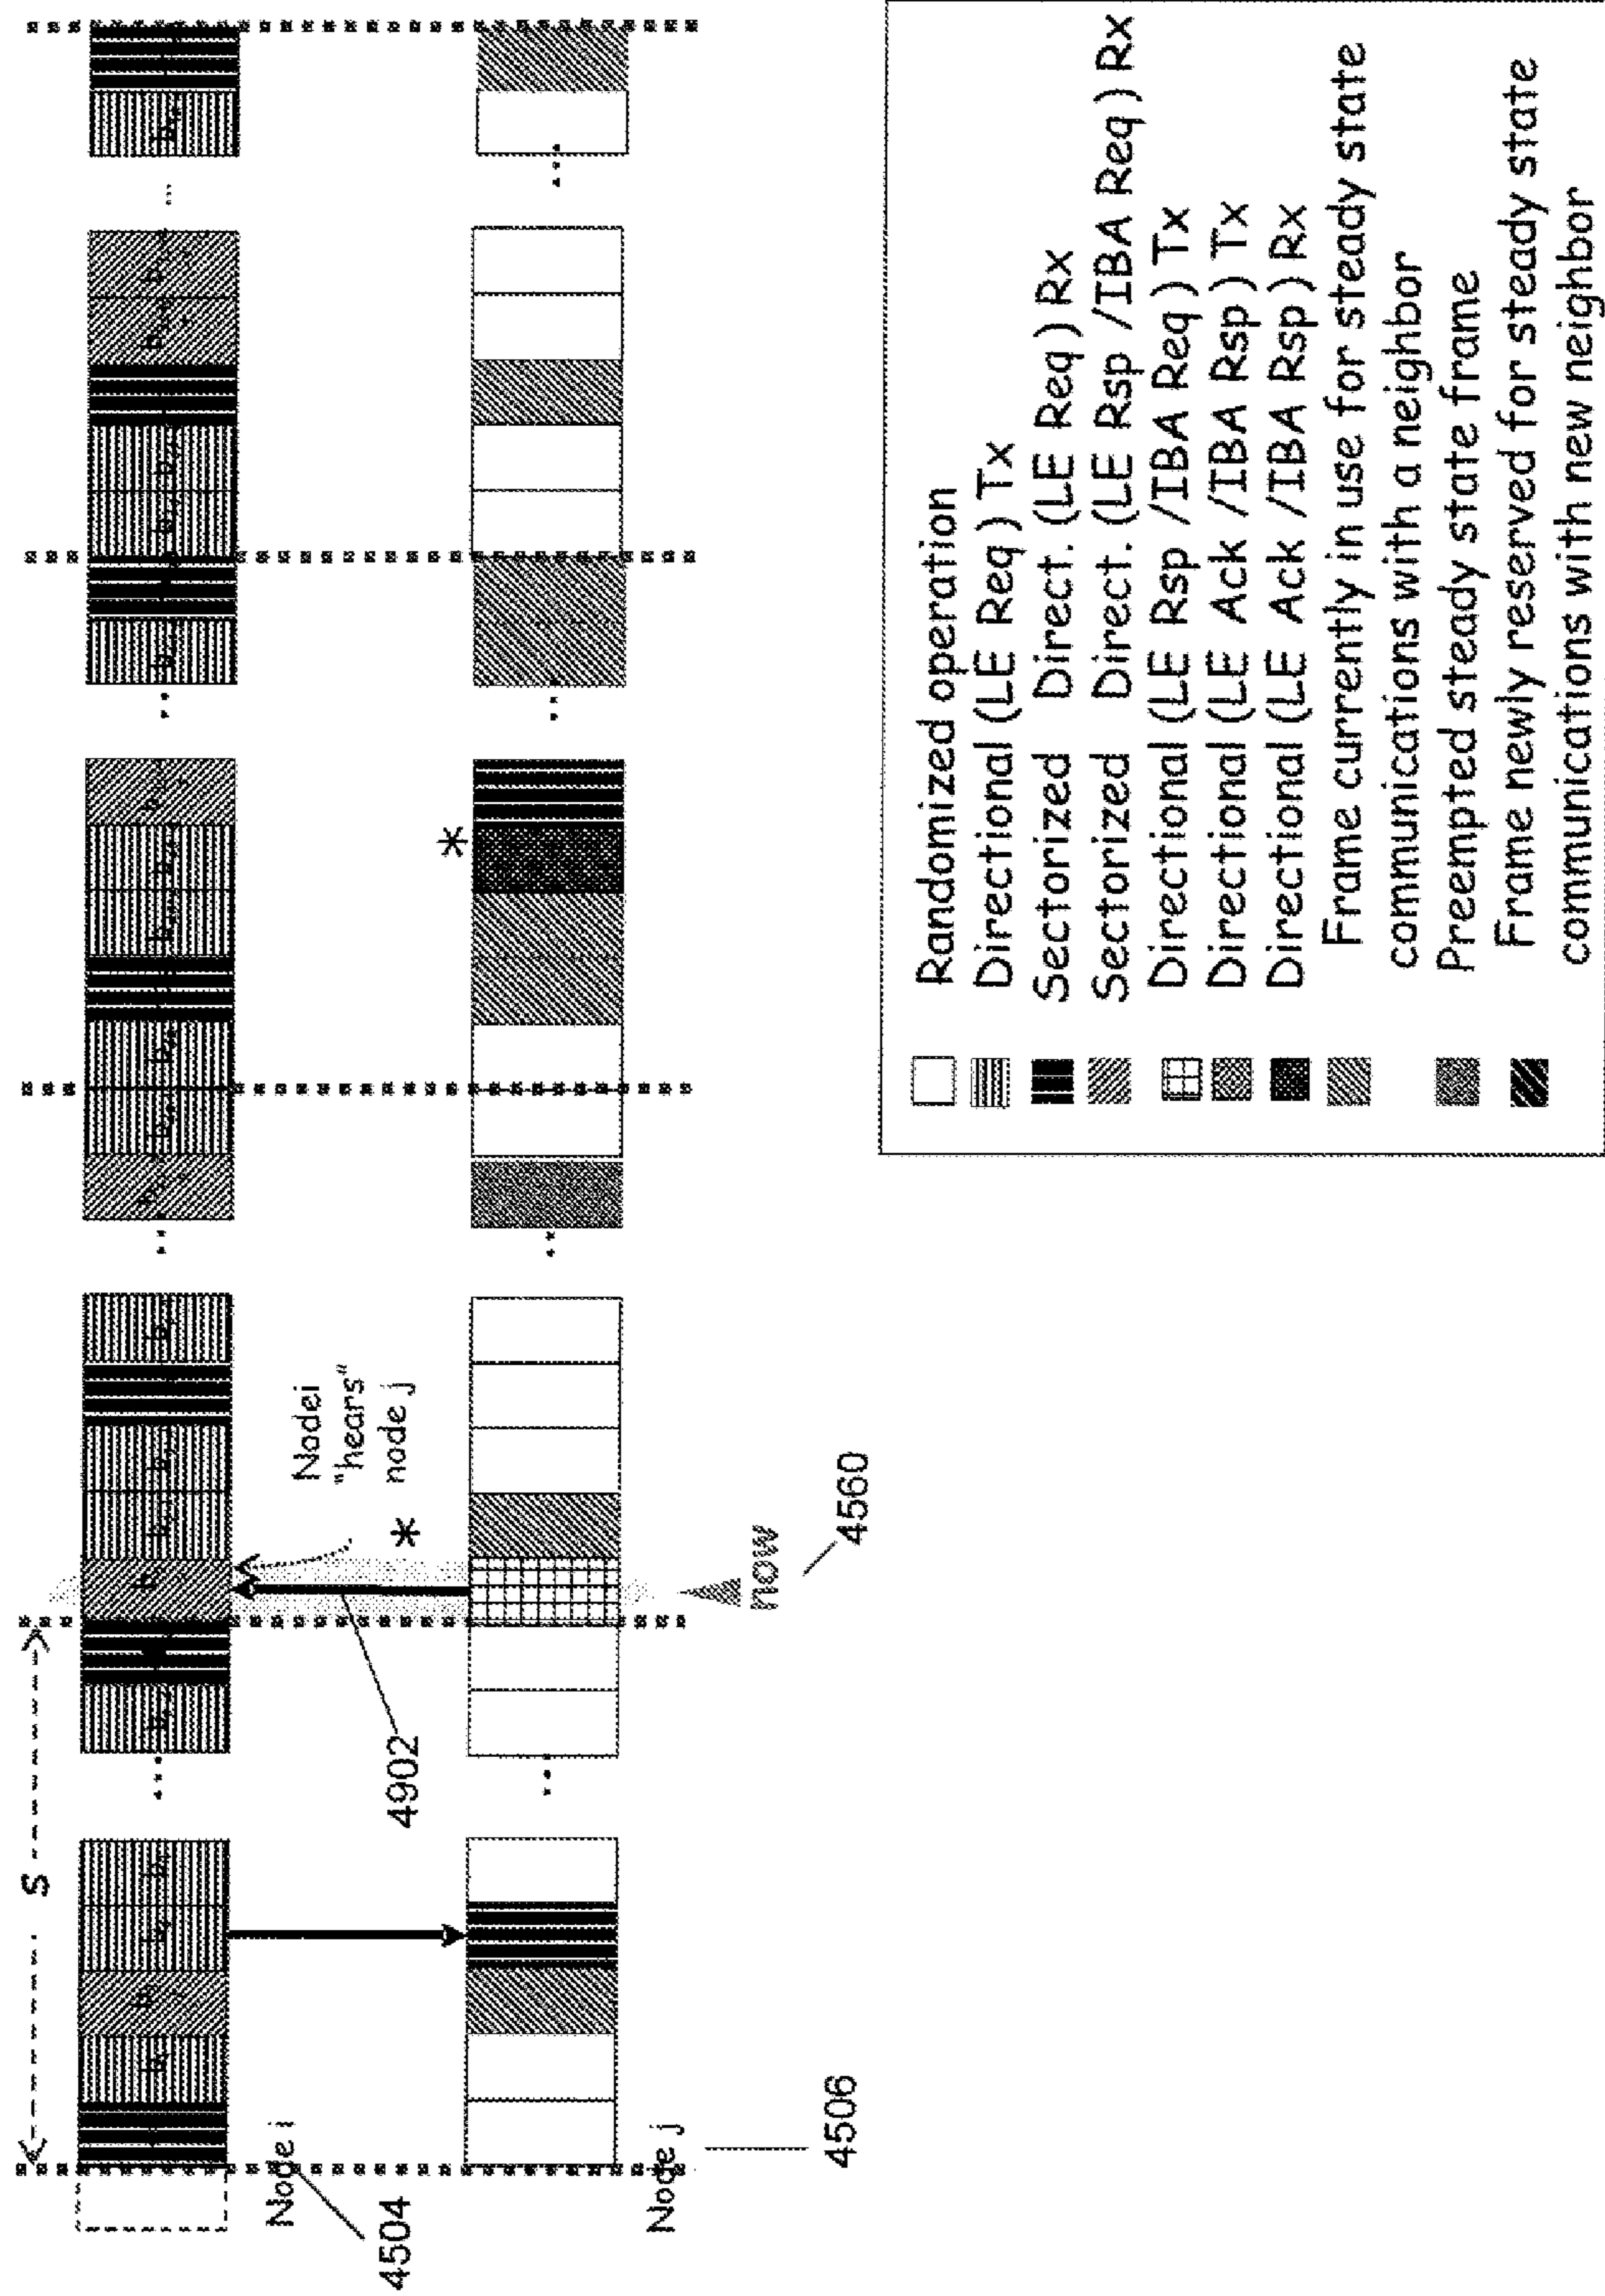 S
Node i
4504
4902
Nodei
"hears"
node j
*
*
Node j
4506
now
4560
Randomized operation
Directional (LE Req) Tx
Sectorized Direct. (LE Req) Rx
Sectorized Direct. (LE Rsp /IBA Req) Rx
Directional (LE Rsp /IBA Req) Tx
Directional (LE Ack /IBA Rsp) Tx
Directional (LE Ack /IBA Rsp) Rx
Frame currently in use for steady state
communications with a neighbor
Preempted steady state frame
Frame newly reserved for steady state
communications with new neighbor